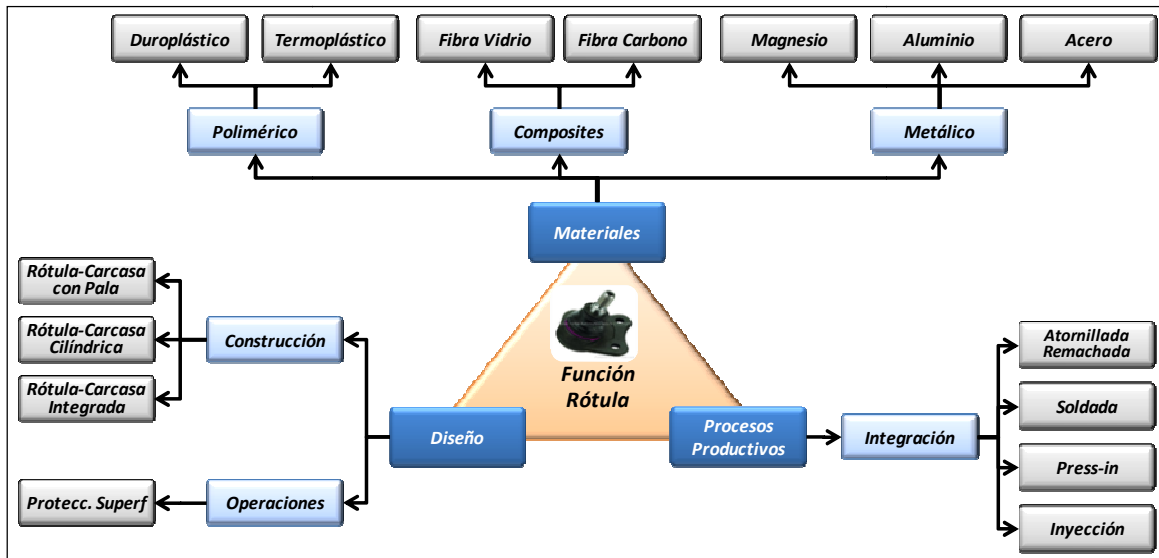 Duroplástico
Termoplástico
Fibra Vidrio
Fibra Carbono
Magnesio
Aluminio
Acero
Polimérico
Composites
Metálico
Materiales
Rótula-Carcasa
con Pala
Rótula-Carcasa
Cilíndrica
Rótula-Carcasa
Integrada
Construcción
Función
Rótula
Diseño
Procesos
Productivos
Integración
Atornillada
Remachada
Soldada
Press-in
Inyección
Protecc. Superf
Operaciones